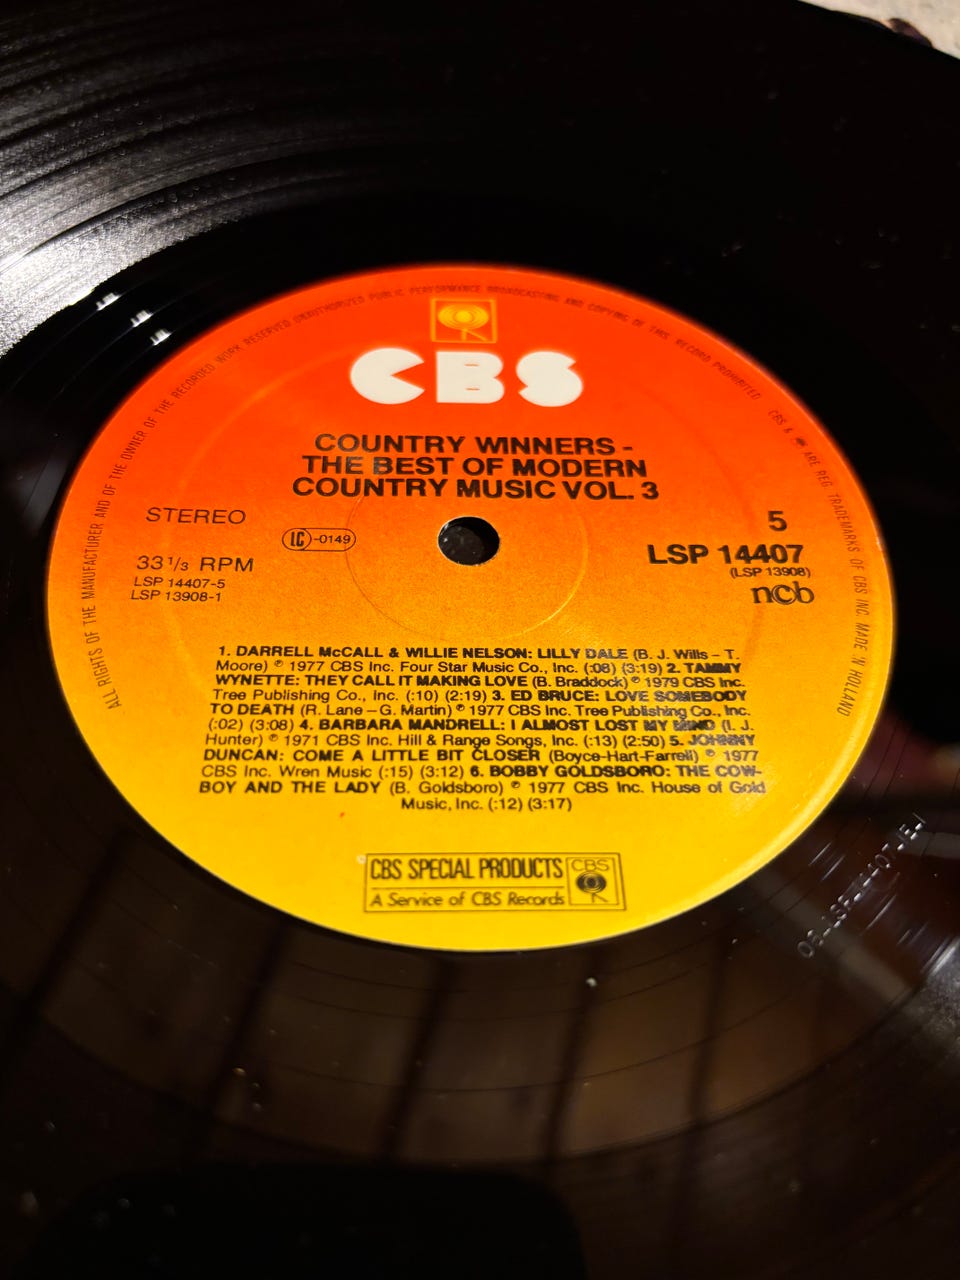 ALL RIGHTS OF THE MANUFACTURER AND OF THE OWNER OF THE RECORDED WORK RESERVED UNAUTHORIZED PUBLIC PERFORMANCE BROADCASTING AND COPYING OF THIS RECORD PROHIBITED
CBS & ARE REG. TRADEMARKS OF CBS INC. MADE IN HOLLAND
CBS
COUNTRY WINNERS -
THE BEST OF MODERN
COUNTRY MUSIC VOL. 3
STEREO
LC-0149
5
33 1/3 RPM
LSP 14407-5
LSP 13908-1
LSP 14407
(LSP 13908)
ncb
1. DARRELL McCALL & WILLIE NELSON: LILLY DALE (B. J. Wills – T.
Moore) ℗ 1977 CBS Inc. Four Star Music Co., Inc. (:08) (3:19) 2. TAMMY
WYNETTE: THEY CALL IT MAKING LOVE (B. Braddock) ℗ 1979 CBS Inc.
Tree Publishing Co., Inc. (:10) (2:19) 3. ED BRUCE: LOVE SOMEBODY
TO DEATH (R. Lane – G. Martin) ℗ 1977 CBS Inc. Tree Publishing Co., Inc.
(:02) (3:08) 4. BARBARA MANDRELL: I ALMOST LOST MY MIND (I. J.
Hunter) ℗ 1971 CBS Inc. Hill & Range Songs, Inc. (:13) (2:50) 5. JOHNNY
DUNCAN: COME A LITTLE BIT CLOSER (Boyce-Hart-Farrell) ℗ 1977
CBS Inc. Wren Music (:15) (3:12) 6. BOBBY GOLDSBORO: THE COW-
BOY AND THE LADY (B. Goldsboro) ℗ 1977 CBS Inc. House of Gold
Music, Inc. (:12) (3:17)
CBS SPECIAL PRODUCTS
CBS
A Service of CBS Records